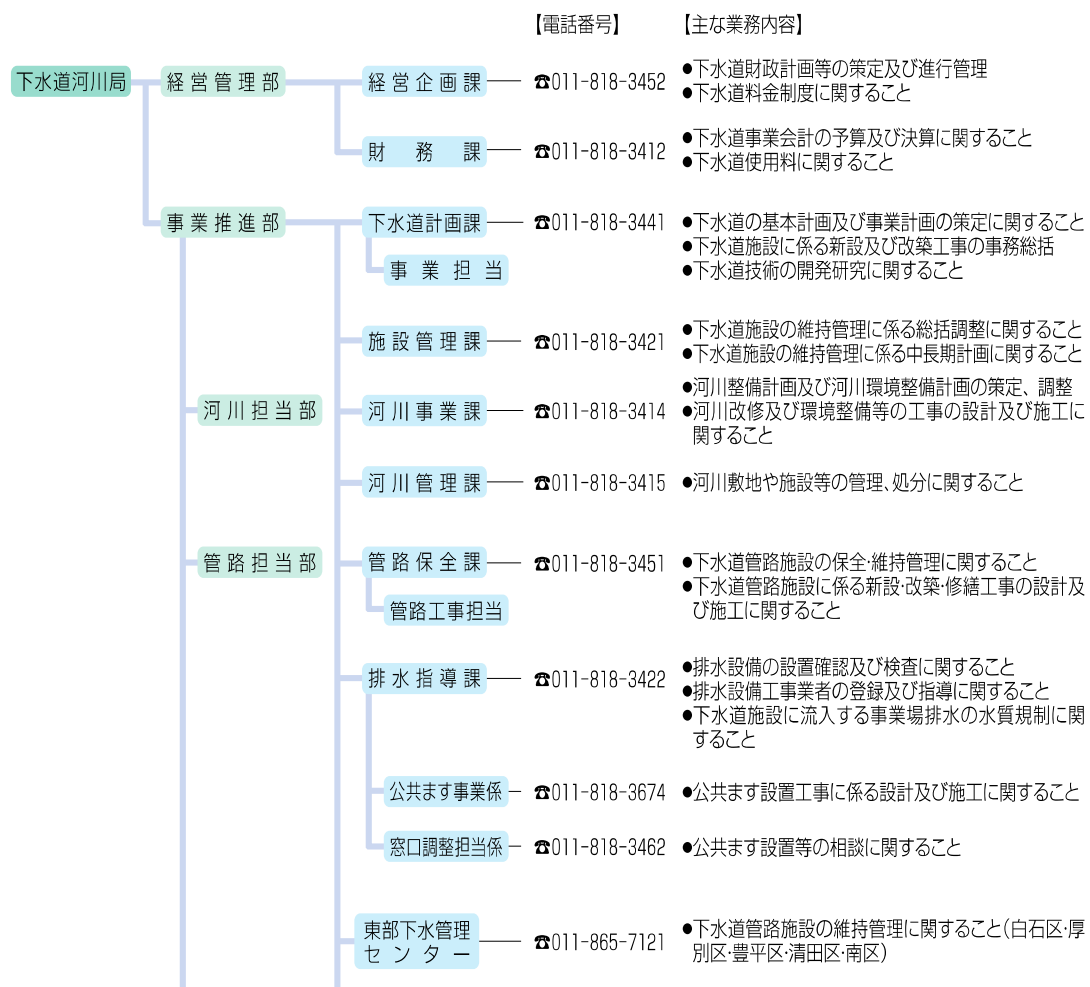 【電話番号】 【主な業務内容】
下水道河川局 経営管理部 経営企画課 ☎011-818-3452
●下水道財政計画等の策定及び進行管理
●下水道料金制度に関すること
財務課 ☎011-818-3412
●下水道事業会計の予算及び決算に関すること
●下水道使用料に関すること
事業推進部 下水道計画課 ☎011-818-3441 ●下水道の基本計画及び事業計画の策定に関すること
●下水道施設に係る新設及び改築工事の事務総括
事業担当 ●下水道技術の開発研究に関すること
施設管理課 ☎011-818-3421
●下水道施設の維持管理に係る総括調整に関すること
●下水道施設の維持管理に係る中長期計画に関すること
河川担当部 河川事業課 ☎011-818-3414
●河川整備計画及び河川環境整備計画の策定、調整
●河川改修及び環境整備等の工事の設計及び施工に
関すること
河川管理課 ☎011-818-3415 ●河川敷地や施設等の管理、処分に関すること
管路担当部 管路保全課 ☎011-818-3451 ●下水道管路施設の保全・維持管理に関すること
●下水道管路施設に係る新設・改築・修繕工事の設計及
管路工事担当 び施工に関すること
排水指導課 ☎011-818-3422
●排水設備の設置確認及び検査に関すること
●排水設備工事業者の登録及び指導に関すること
●下水道施設に流入する事業場排水の水質規制に関
すること
公共ます事業係 ☎011-818-3674 ●公共ます設置工事に係る設計及び施工に関すること
窓口調整担当係 ☎011-818-3462 ●公共ます設置等の相談に関すること
東部下水管理
センター ☎011-865-7121
●下水道管路施設の維持管理に関すること(白石区・厚
別区・豊平区・清田区・南区)